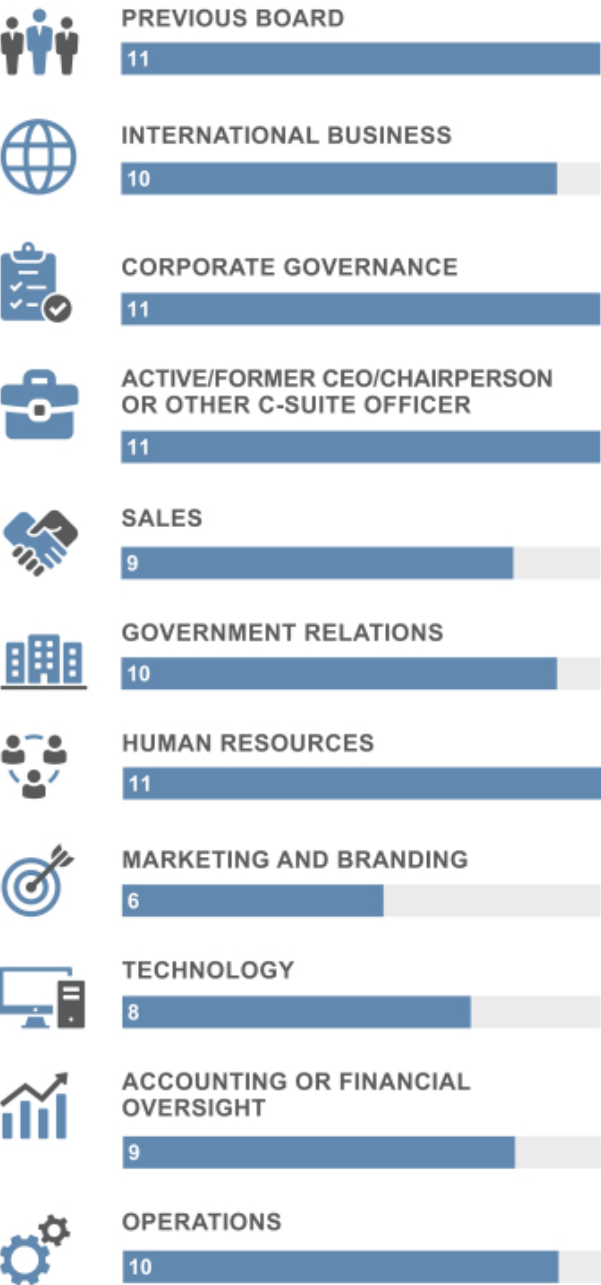 PREVIOUS BOARD
11
INTERNATIONAL BUSINESS
10
CORPORATE GOVERNANCE
11
ACTIVE/FORMER CEO/CHAIRPERSON
OR OTHER C-SUITE OFFICER
11
SALES
9
GOVERNMENT RELATIONS
10
HUMAN RESOURCES
11
MARKETING AND BRANDING
6
TECHNOLOGY
8
ACCOUNTING OR FINANCIAL
OVERSIGHT
9
OPERATIONS
10